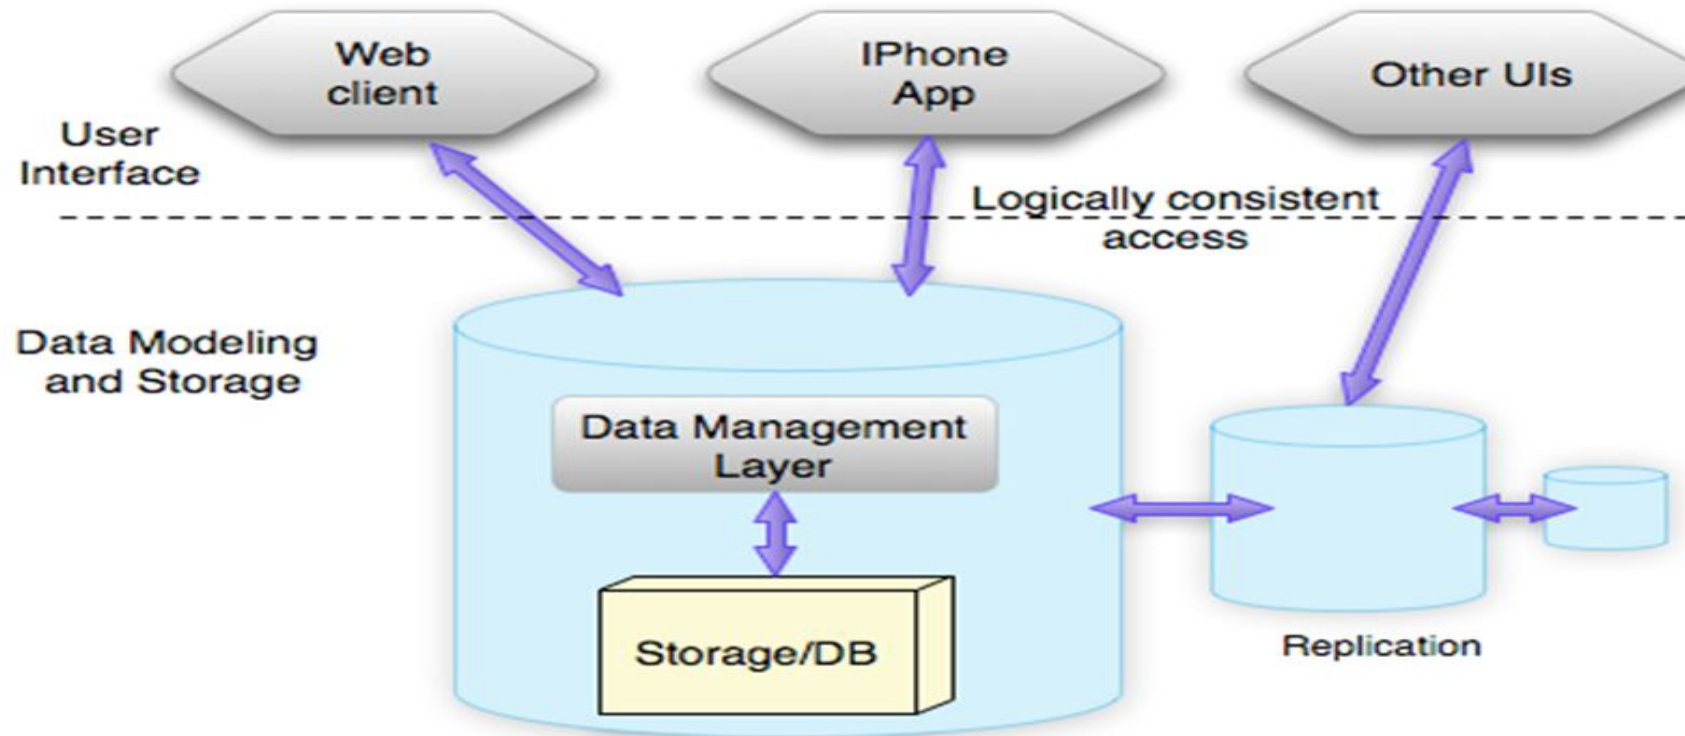 Web
client
IPhone
App
Other UIs
User
Interface
Logically consistent
access
Data Modeling
and Storage
Data Management
Layer
Storage/DB
Replication